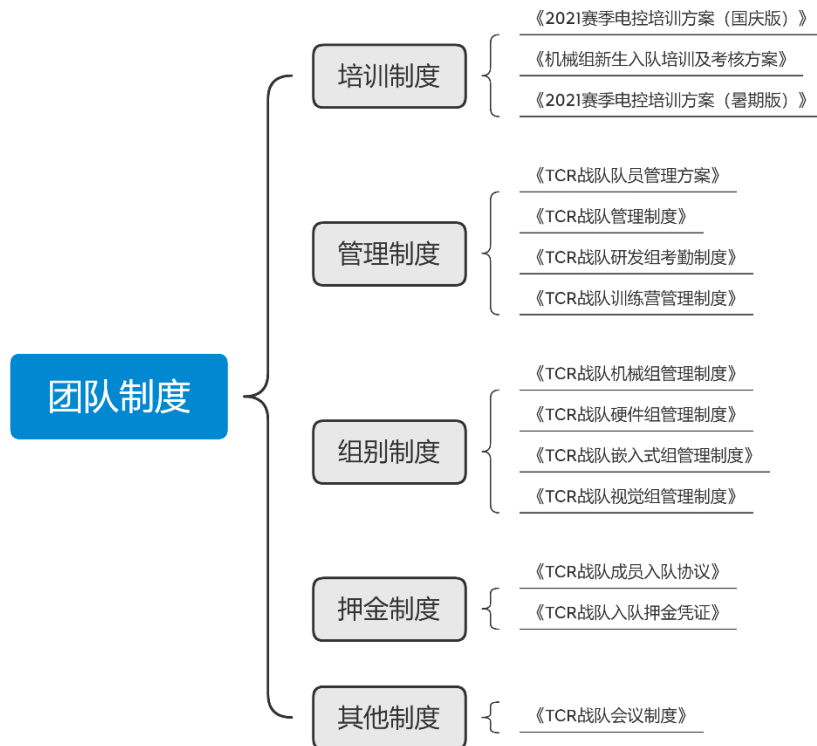 团队制度
培训制度
《2021赛季电控培训方案（国庆版）》
《机械组新生入队培训及考核方案》
《2021赛季电控培训方案（暑期版）》
管理制度
《TCR战队队员管理方案》
《TCR战队管理制度》
《TCR战队研发组考勤制度》
《TCR战队训练营管理制度》
组别制度
《TCR战队机械组管理制度》
《TCR战队硬件组管理制度》
《TCR战队嵌入式组管理制度》
《TCR战队视觉组管理制度》
押金制度
《TCR战队成员入队协议》
《TCR战队入队押金凭证》
其他制度
《TCR战队会议制度》